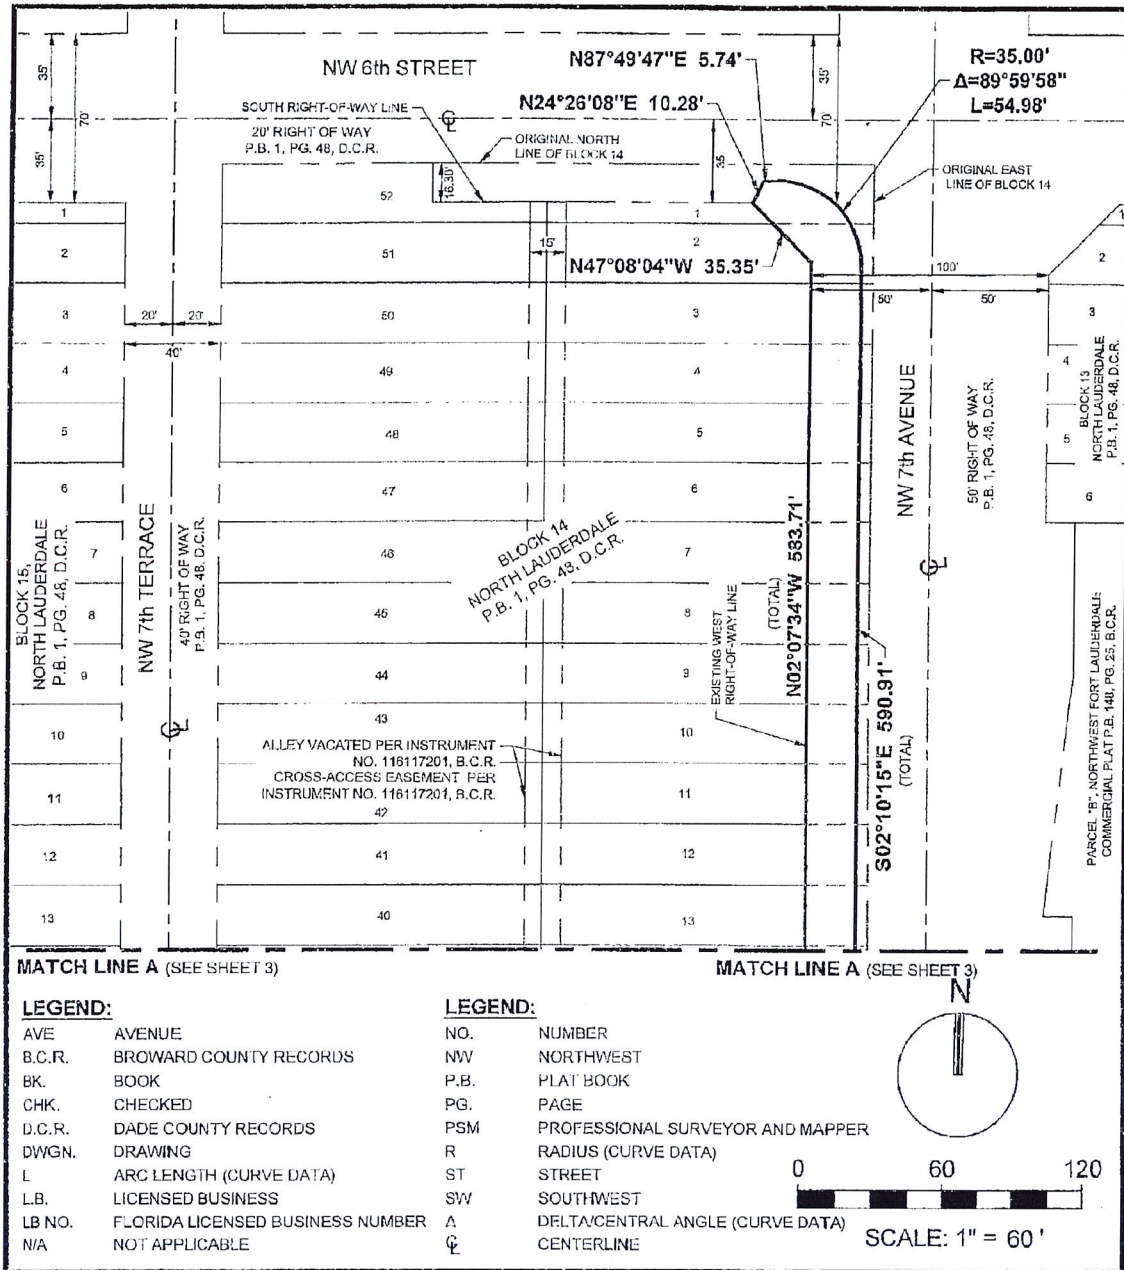 NW 6th STREET
N87°49'47"E 5.74'
R=35.00'
Δ=89°59'58"
L=54.98'
N24°26'08"E 10.28'
35'
70'
35'
35'
70'
35
SOUTH RIGHT-OF-WAY LINE
20' RIGHT OF WAY
P.B. 1, PG. 48, D.C.R.
ORIGINAL NORTH
LINE OF BLOCK 14
ORIGINAL EAST
LINE OF BLOCK 14
16.30'
N47°08'04"W 35.35'
15'
100'
50'
50'
20'
20'
40'
1
2
3
4
5
6
7
8
9
10
11
12
13
52
51
50
49
48
47
46
45
44
43
42
41
40
1
2
3
4
5
6
7
8
9
10
11
12
13
1
2
3
4
5
6
BLOCK 15,
NORTH LAUDERDALE
P.B. 1, PG. 48, D.C.R.
NW 7th TERRACE
40' RIGHT OF WAY
P.B. 1, PG. 48, D.C.R.
BLOCK 14
NORTH LAUDERDALE
P.B. 1, PG. 48, D.C.R.
EXISTING WEST
RIGHT-OF-WAY LINE
N02°07'34"W 583.71'
(TOTAL)
S02°10'15"E 590.91'
(TOTAL)
NW 7th AVENUE
50' RIGHT OF WAY
P.B. 1, PG. 48, D.C.R.
BLOCK 13
NORTH LAUDERDALE
P.B. 1, PG. 48, D.C.R.
PARCEL "B", NORTHWEST FORT LAUDERDALE
COMMERCIAL PLAT P.B. 148, PG. 25, B.C.R.
ALLEY VACATED PER INSTRUMENT
NO. 116117201, B.C.R.
CROSS-ACCESS EASEMENT PER
INSTRUMENT NO. 116117201, B.C.R.
MATCH LINE A (SEE SHEET 3)
MATCH LINE A (SEE SHEET 3)
LEGEND:
AVE AVENUE
B.C.R. BROWARD COUNTY RECORDS
BK. BOOK
CHK. CHECKED
D.C.R. DADE COUNTY RECORDS
DWGN. DRAWING
L ARC LENGTH (CURVE DATA)
L.B. LICENSED BUSINESS
LB NO. FLORIDA LICENSED BUSINESS NUMBER
N/A NOT APPLICABLE
LEGEND:
NO. NUMBER
NW NORTHWEST
P.B. PLAT BOOK
PG. PAGE
PSM PROFESSIONAL SURVEYOR AND MAPPER
R RADIUS (CURVE DATA)
ST STREET
SW SOUTHWEST
Δ DELTA/CENTRAL ANGLE (CURVE DATA)
℄ CENTERLINE
N
0 60 120
SCALE: 1" = 60'